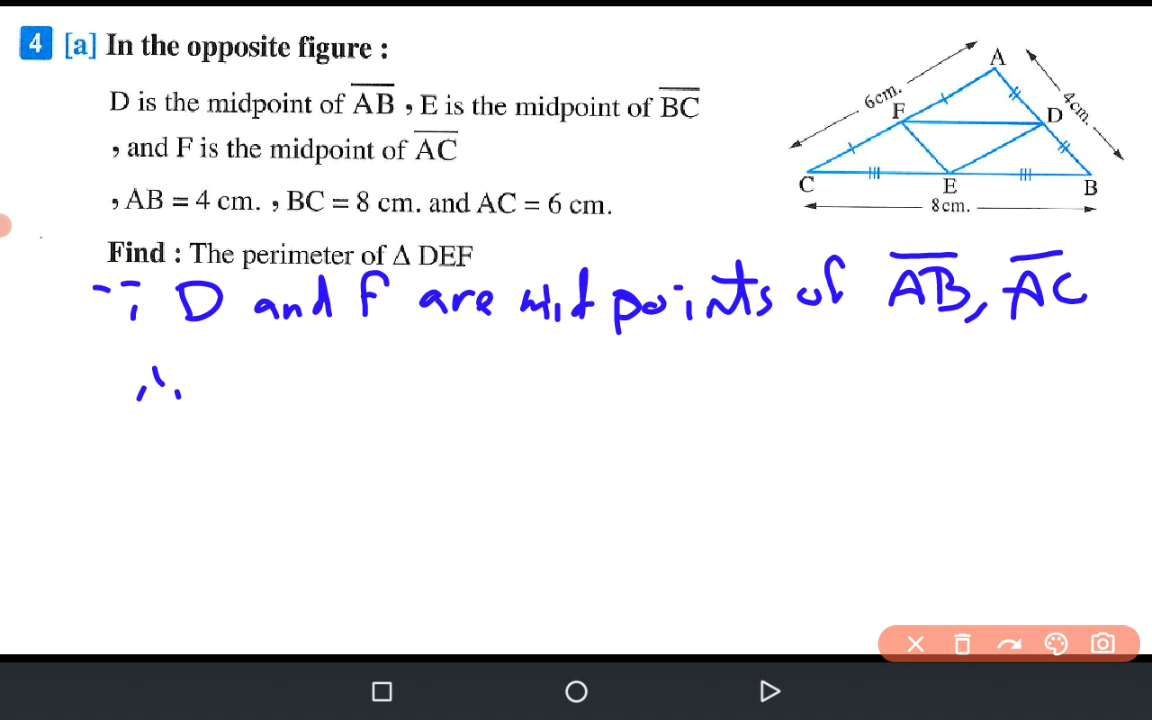 4 [a] In the opposite figure :
D is the midpoint of AB , E is the midpoint of BC
, and F is the midpoint of AC
, AB = 4 cm. , BC = 8 cm. and AC = 6 cm.
Find : The perimeter of Δ DEF
∵ D and F are midpoints of AB, AC
∴
A
6cm.
4cm.
F
D
C
E
B
8cm.